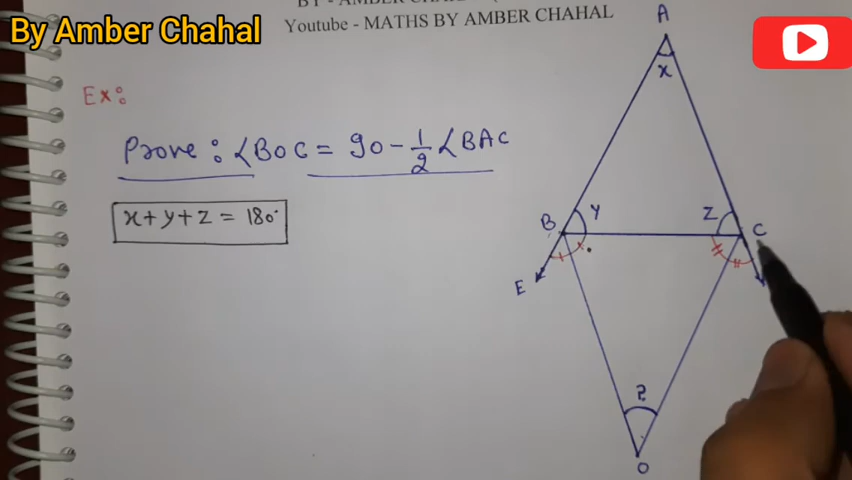 By Amber Chahal
Youtube - MATHS BY AMBER CHAHAL
Ex:
Prove: ∠BOC = 90 - 1/2 ∠BAC
x + y + z = 180°
A
x
B
y
z
C
E
?
O